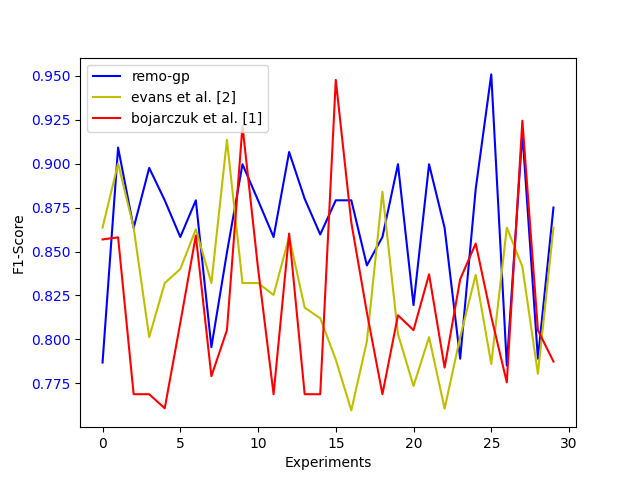 remo-gp
evans et al. [2]
bojarczuk et al. [1]
0.950
0.925
0.900
0.875
0.850
0.825
0.800
0.775
F1-Score
0 5 10 15 20 25 30
Experiments